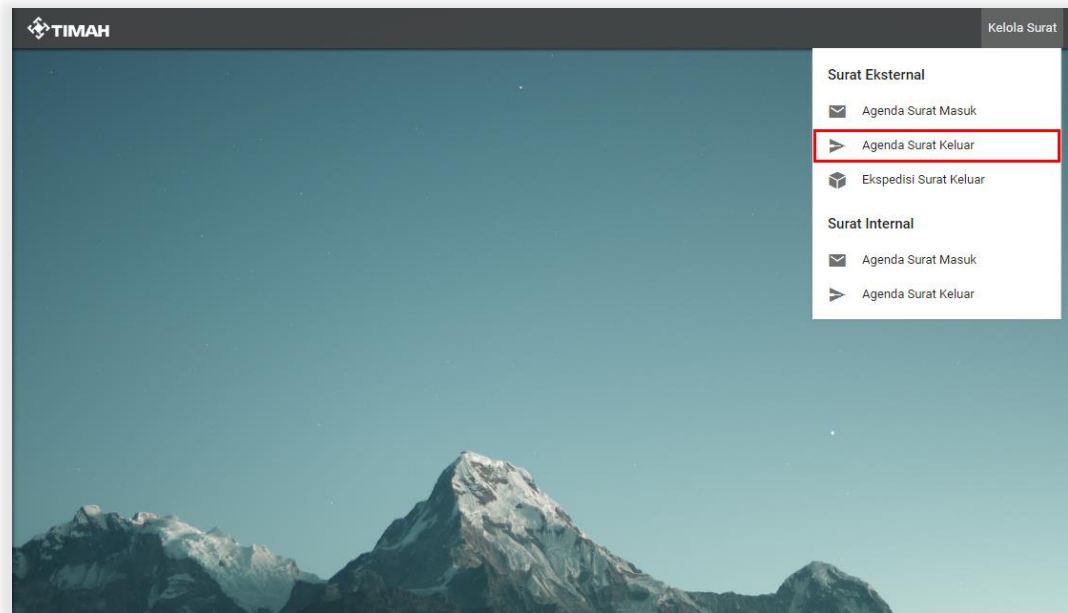 TIMAH
Kelola Surat
Surat Eksternal
Agenda Surat Masuk
Agenda Surat Keluar
Ekspedisi Surat Keluar
Surat Internal
Agenda Surat Masuk
Agenda Surat Keluar